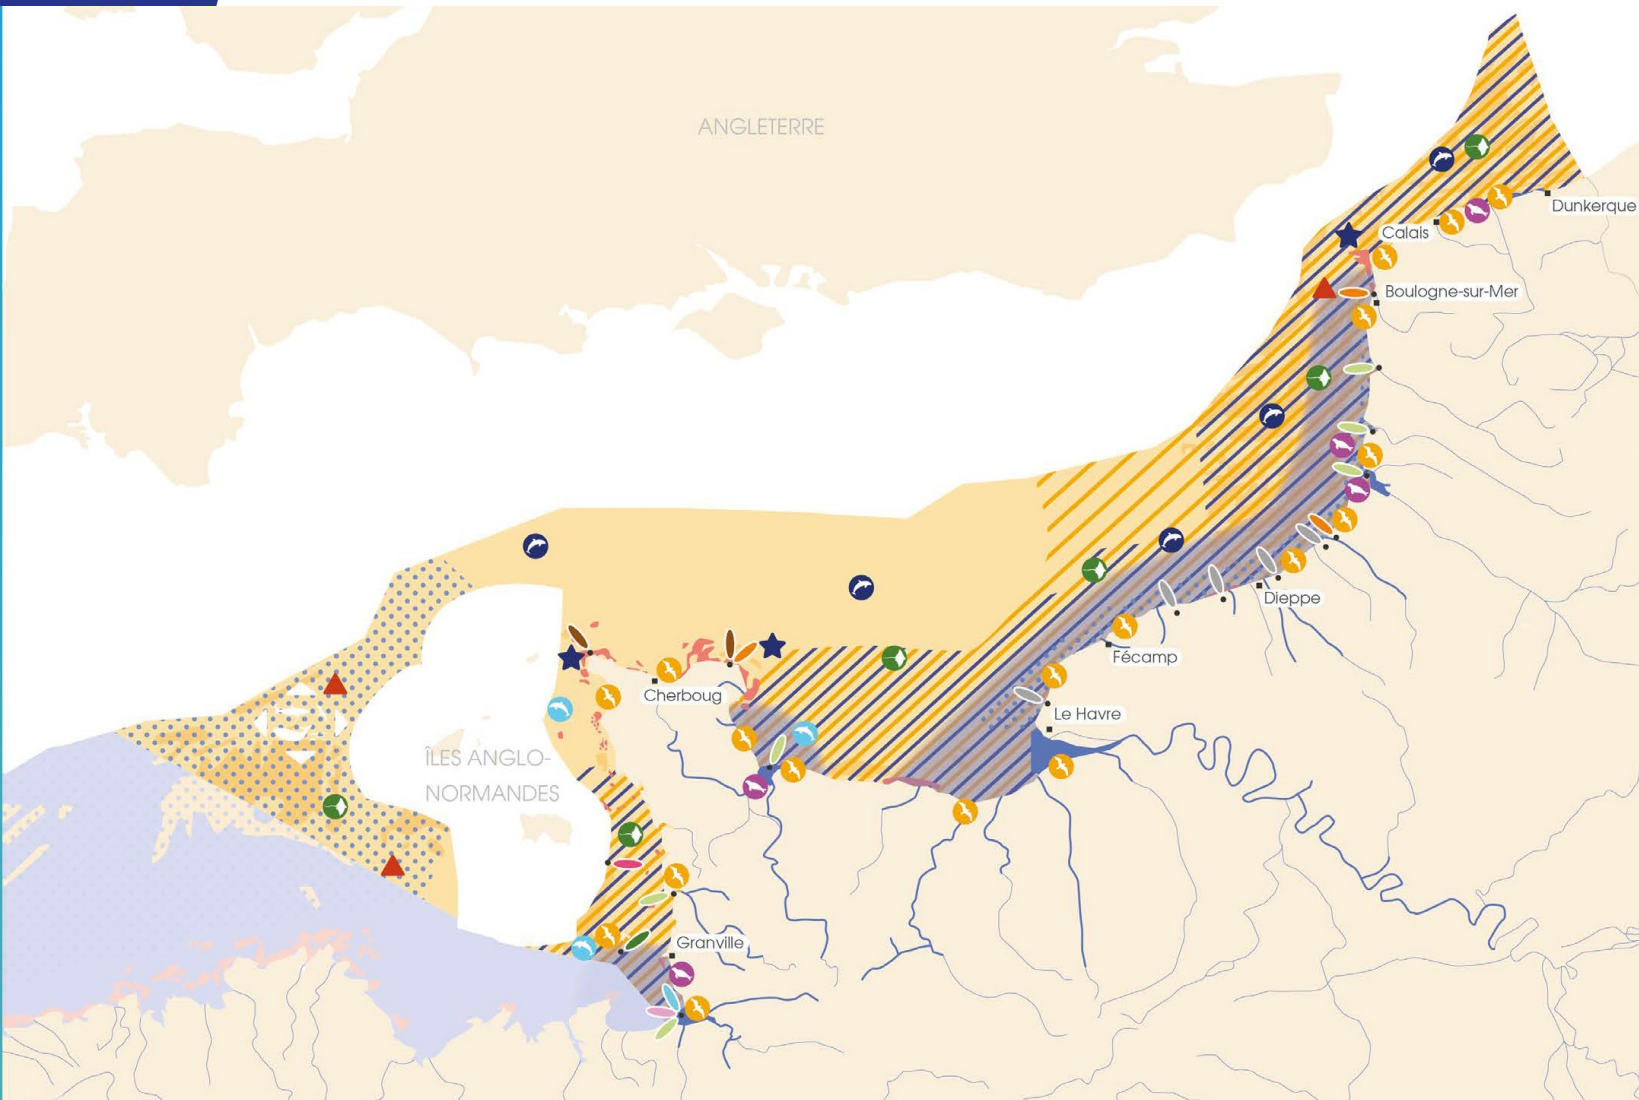 ANGLETERRE
Dunkerque
Calais
Boulogne-sur-Mer
Dieppe
Fécamp
Cherboug
Le Havre
ÎLES ANGLO-
NORMANDES
Granville